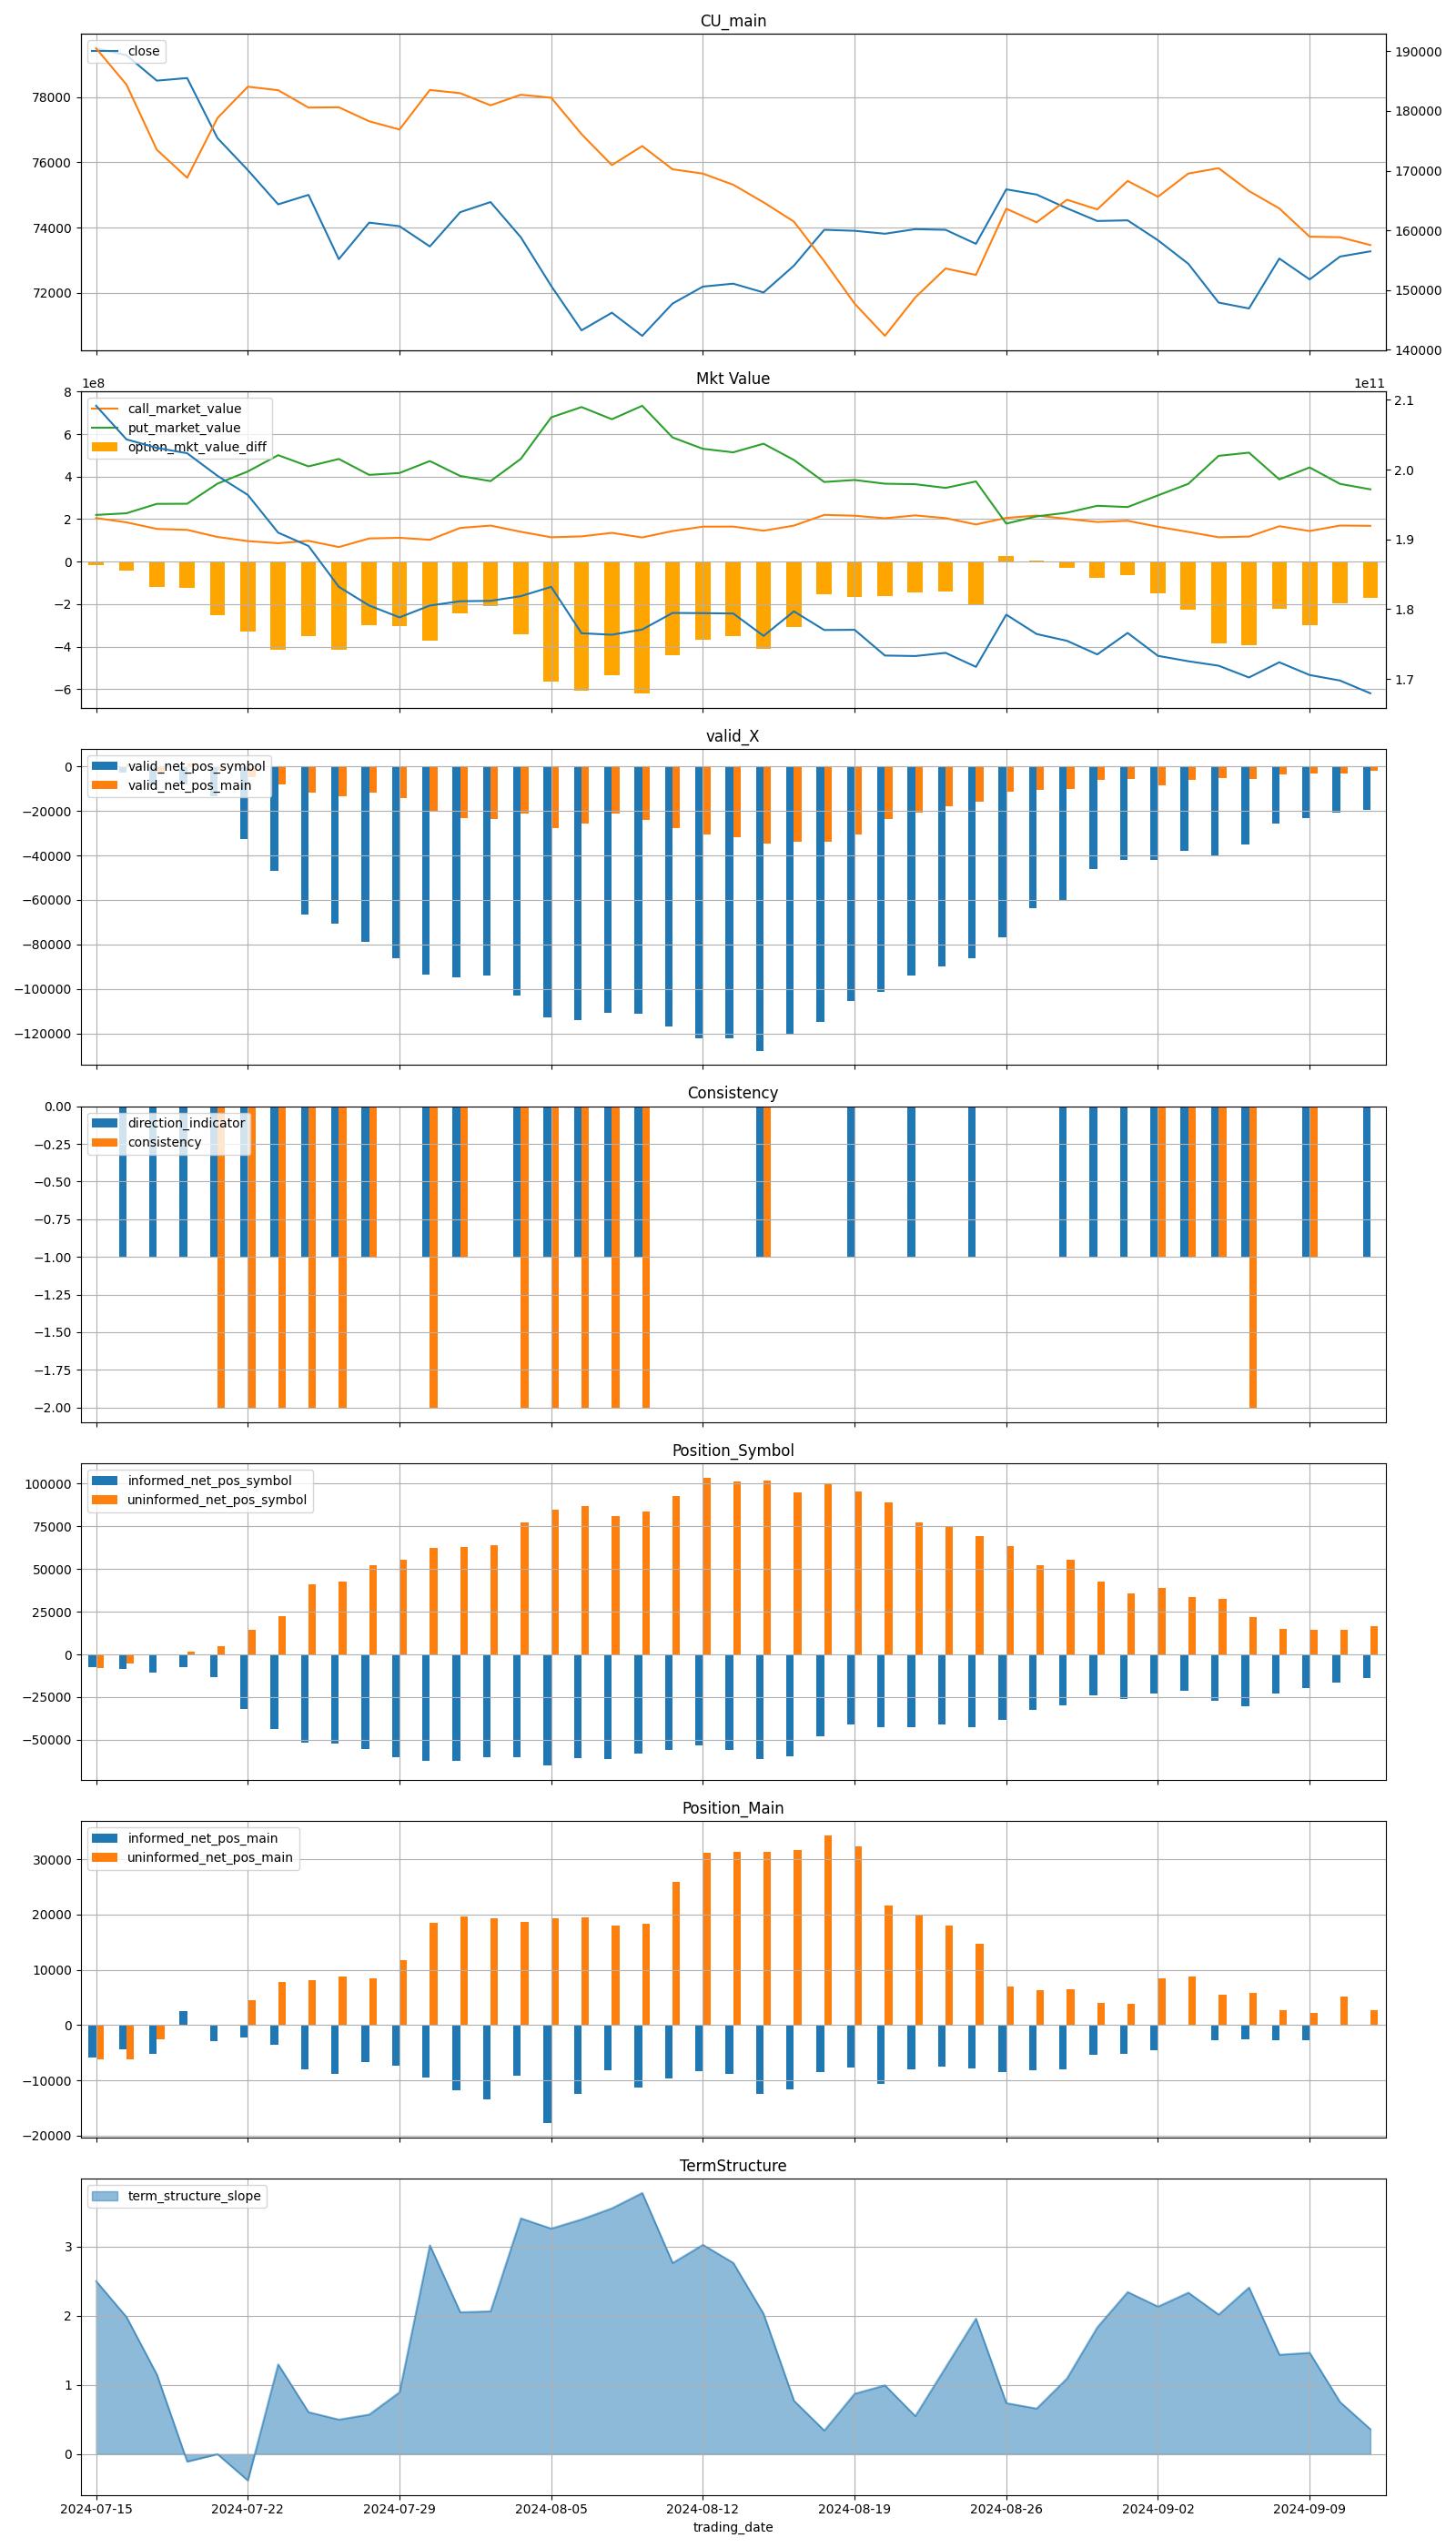 CU_main
close
78000
76000
74000
72000
190000
180000
170000
160000
150000
140000
Mkt Value
1e8
1e11
call_market_value
put_market_value
option_mkt_value_diff
8
6
4
2
0
−2
−4
−6
2.1
2.0
1.9
1.8
1.7
valid_X
valid_net_pos_symbol
valid_net_pos_main
0
−20000
−40000
−60000
−80000
−100000
−120000
Consistency
direction_indicator
consistency
0.00
−0.25
−0.50
−0.75
−1.00
−1.25
−1.50
−1.75
−2.00
Position_Symbol
informed_net_pos_symbol
uninformed_net_pos_symbol
100000
75000
50000
25000
0
−25000
−50000
Position_Main
informed_net_pos_main
uninformed_net_pos_main
30000
20000
10000
0
−10000
−20000
TermStructure
term_structure_slope
3
2
1
0
2024-07-15 2024-07-22 2024-07-29 2024-08-05 2024-08-12 2024-08-19 2024-08-26 2024-09-02 2024-09-09
trading_date